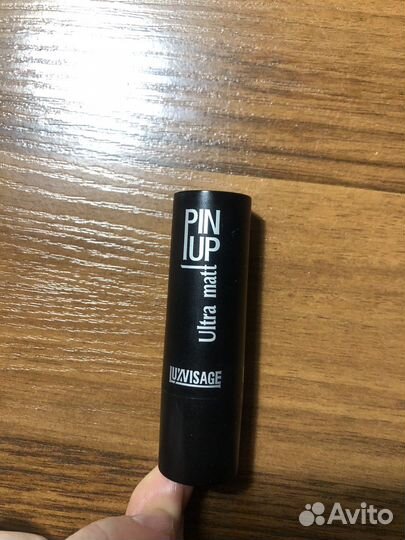 PIN
UP
Ultra matt
LUXVISAGE
Avito